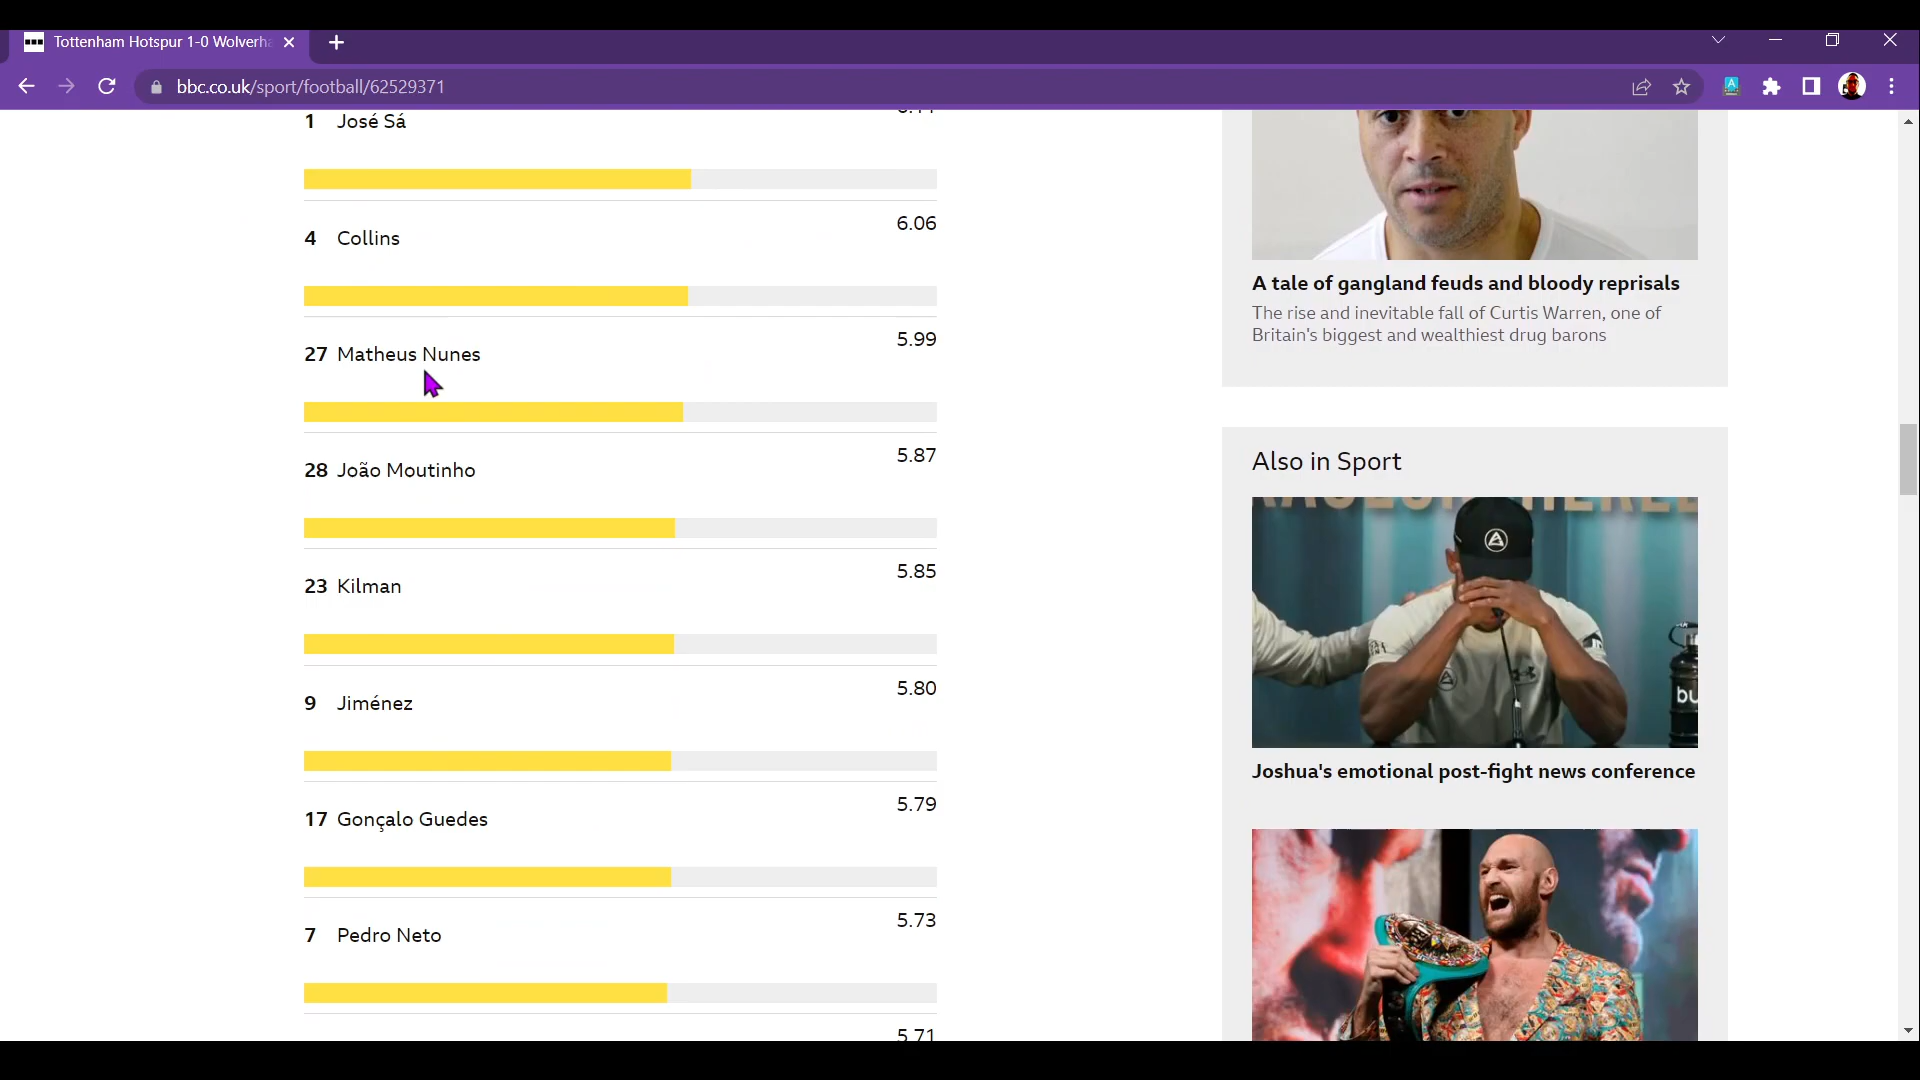 Tottenham Hotspur 1-0 Wolverha
bbc.co.uk/sport/football/62529371
1 José Sá
6.06
4 Collins
5.99
27 Matheus Nunes
5.87
28 João Moutinho
5.85
23 Kilman
5.80
9 Jiménez
5.79
17 Gonçalo Guedes
5.73
7 Pedro Neto
5.71
A tale of gangland feuds and bloody reprisals
The rise and inevitable fall of Curtis Warren, one of
Britain's biggest and wealthiest drug barons
Also in Sport
bu
Joshua's emotional post-fight news conference